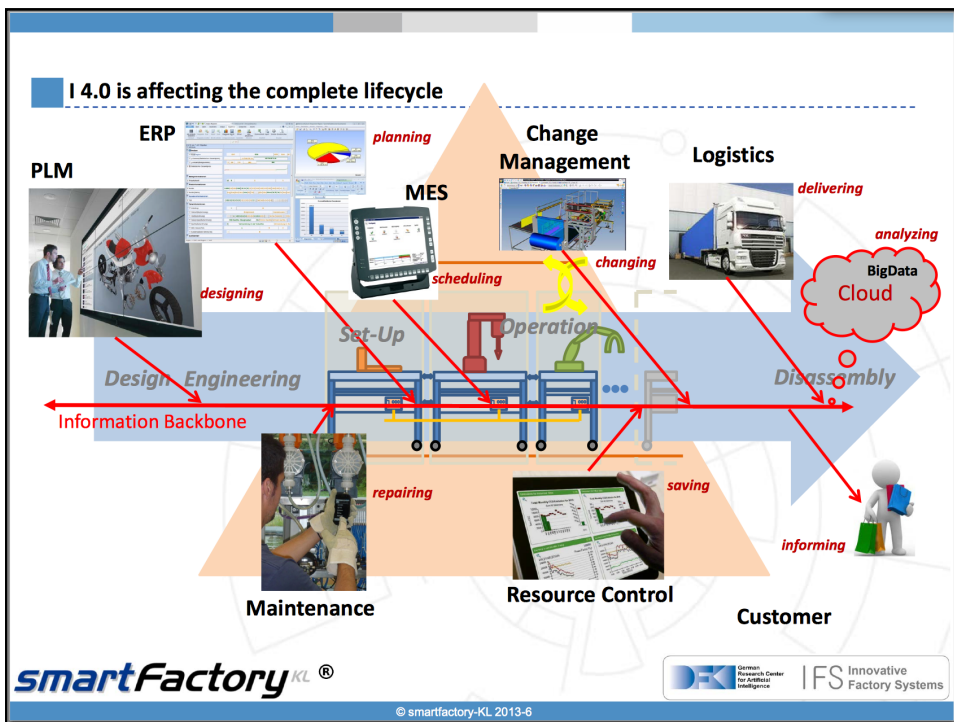 I 4.0 is affecting the complete lifecycle
ERP
planning
Change
Management
Logistics
PLM
MES
delivering
analyzing
BigData
Cloud
designing
scheduling
changing
Set-Up
Operation
Design
Engineering
Disassembly
Information Backbone
repairing
saving
informing
Maintenance
Resource Control
Customer
smartFactory KL ®
DFKI
German
Research Center
for Artificial
Intelligence
IFS
Innovative
Factory Systems
© smartfactory-KL 2013-6